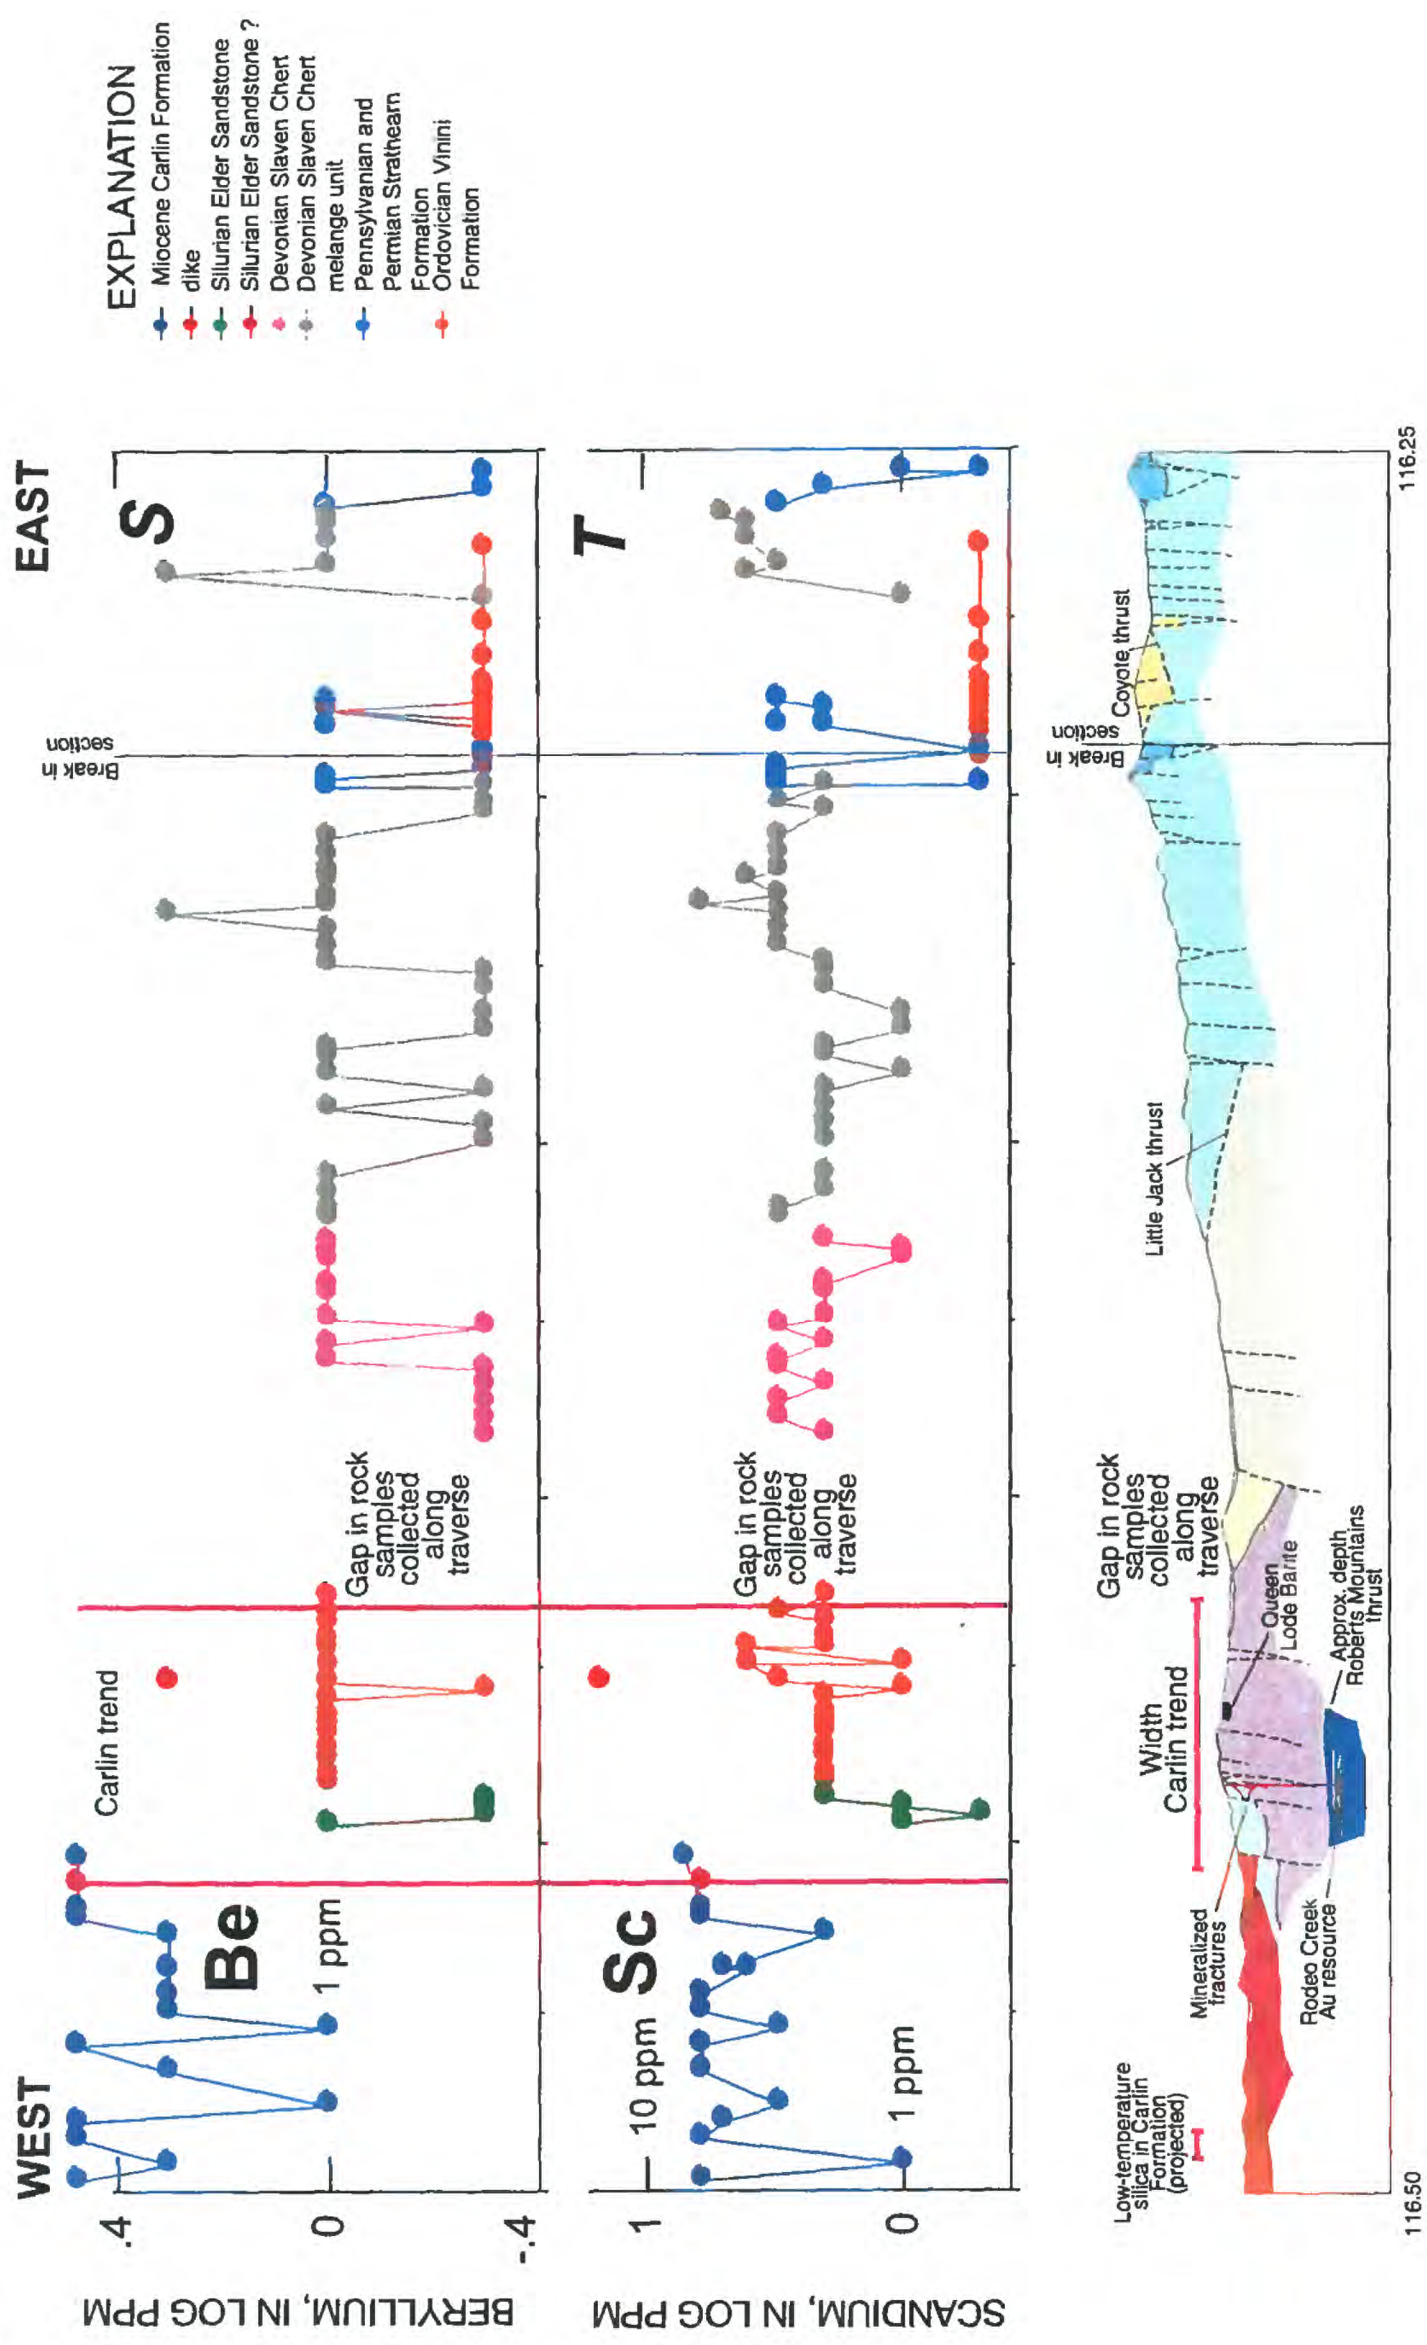 WEST
EAST
EXPLANATION
Miocene Carlin Formation
dike
Silurian Elder Sandstone
Silurian Elder Sandstone ?
Devonian Slaven Chert
Devonian Slaven Chert
melange unit
Pennsylvanian and
Permian Strathearn
Formation
Ordovician Vinini
Formation
BERYLLIUM, IN LOG PPM
.4
0
-.4
Be
1 ppm
Carlin trend
Gap in rock
samples
collected
along
traverse
Break in
section
S
SCANDIUM, IN LOG PPM
1
0
10 ppm
Sc
1 ppm
Gap in rock
samples
collected
along
traverse
T
Low-temperature
silica in Carlin
Formation
(projected)
Mineralized
fractures
Rodeo Creek
Au resource
Width
Carlin trend
Queen
Lode Barite
Approx. depth
Roberts Mountains
thrust
Gap in rock
samples
collected
along
traverse
Little Jack thrust
Break in
section
Coyote thrust
116.50
116.25